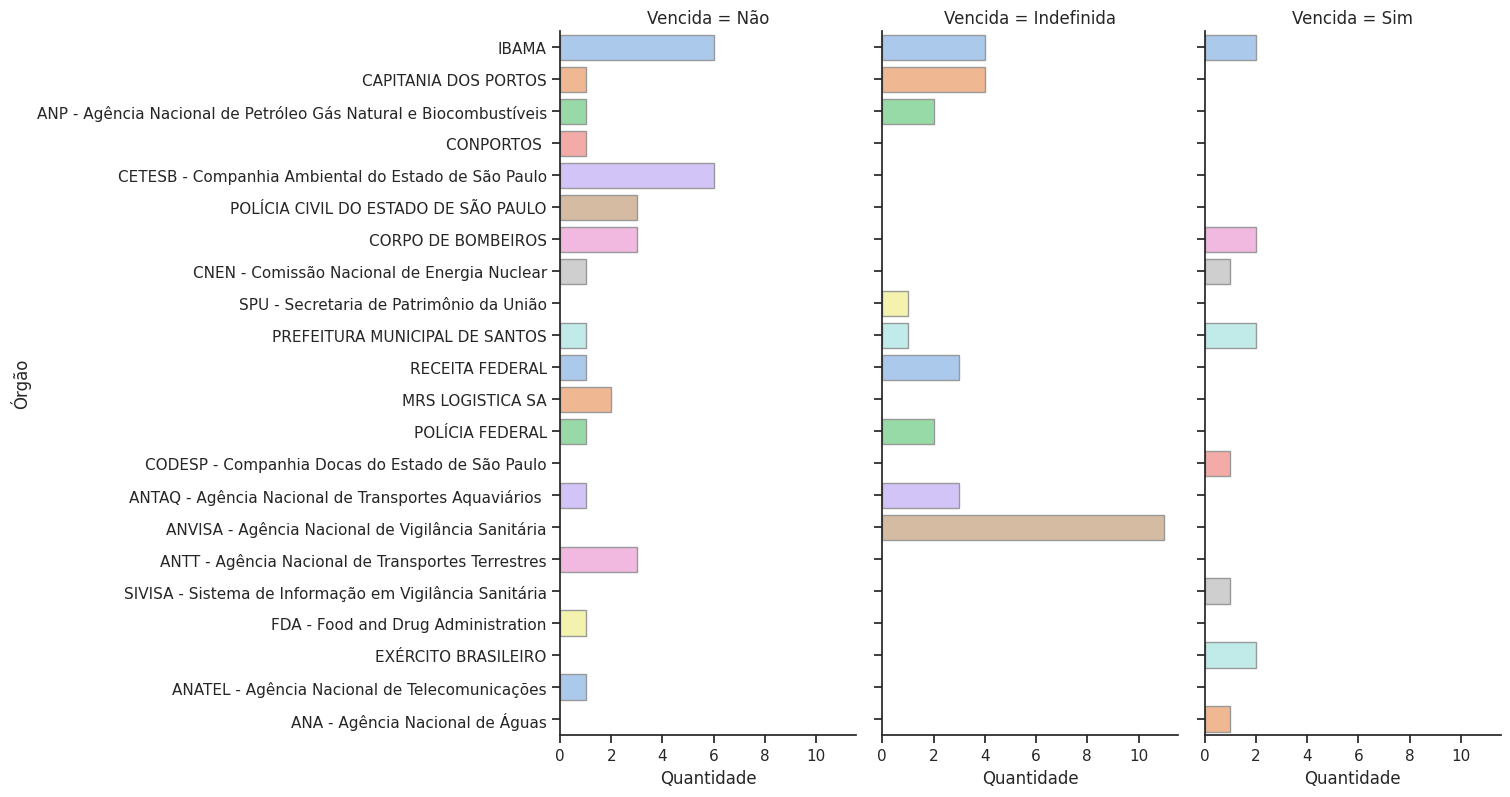 Vencida = Não
Vencida = Indefinida
Vencida = Sim
IBAMA
CAPITANIA DOS PORTOS
ANP - Agência Nacional de Petróleo Gás Natural e Biocombustíveis
CONPORTOS
CETESB - Companhia Ambiental do Estado de São Paulo
POLÍCIA CIVIL DO ESTADO DE SÃO PAULO
CORPO DE BOMBEIROS
CNEN - Comissão Nacional de Energia Nuclear
SPU - Secretaria de Patrimônio da União
PREFEITURA MUNICIPAL DE SANTOS
RECEITA FEDERAL
MRS LOGISTICA SA
POLÍCIA FEDERAL
CODESP - Companhia Docas do Estado de São Paulo
ANTAQ - Agência Nacional de Transportes Aquaviários
ANVISA - Agência Nacional de Vigilância Sanitária
ANTT - Agência Nacional de Transportes Terrestres
SIVISA - Sistema de Informação em Vigilância Sanitária
FDA - Food and Drug Administration
EXÉRCITO BRASILEIRO
ANATEL - Agência Nacional de Telecomunicações
ANA - Agência Nacional de Águas
Órgão
0 2 4 6 8 10
0 2 4 6 8 10
0 2 4 6 8 10
Quantidade
Quantidade
Quantidade